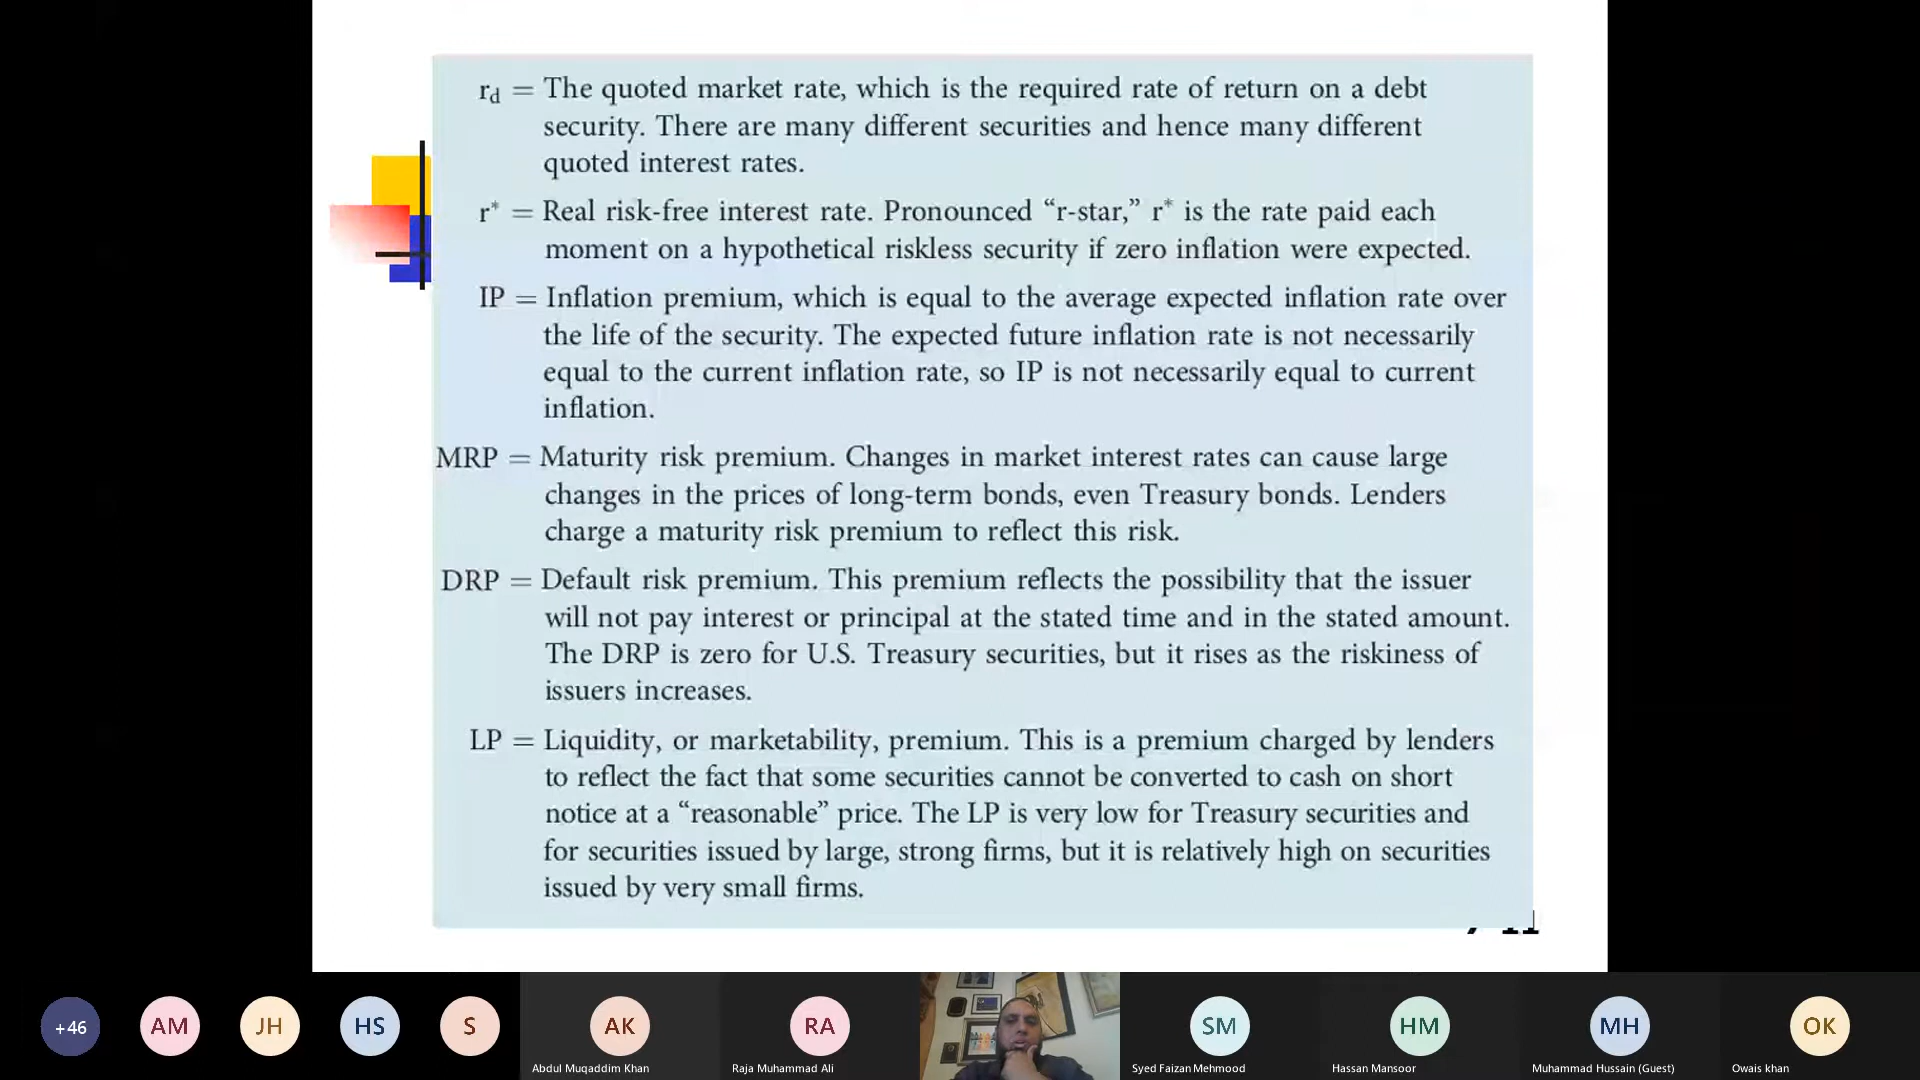 r_d = The quoted market rate, which is the required rate of return on a debt
security. There are many different securities and hence many different
quoted interest rates.
r* = Real risk-free interest rate. Pronounced “r-star,” r* is the rate paid each
moment on a hypothetical riskless security if zero inflation were expected.
IP = Inflation premium, which is equal to the average expected inflation rate over
the life of the security. The expected future inflation rate is not necessarily
equal to the current inflation rate, so IP is not necessarily equal to current
inflation.
MRP = Maturity risk premium. Changes in market interest rates can cause large
changes in the prices of long-term bonds, even Treasury bonds. Lenders
charge a maturity risk premium to reflect this risk.
DRP = Default risk premium. This premium reflects the possibility that the issuer
will not pay interest or principal at the stated time and in the stated amount.
The DRP is zero for U.S. Treasury securities, but it rises as the riskiness of
issuers increases.
LP = Liquidity, or marketability, premium. This is a premium charged by lenders
to reflect the fact that some securities cannot be converted to cash on short
notice at a “reasonable” price. The LP is very low for Treasury securities and
for securities issued by large, strong firms, but it is relatively high on securities
issued by very small firms.
+46 AM JH HS S AK RA SM HM MH OK
Abdul Muqaddim Khan Raja Muhammad Ali Syed Faizan Mehmood Hassan Mansoor Muhammad Hussain (Guest) Owais khan